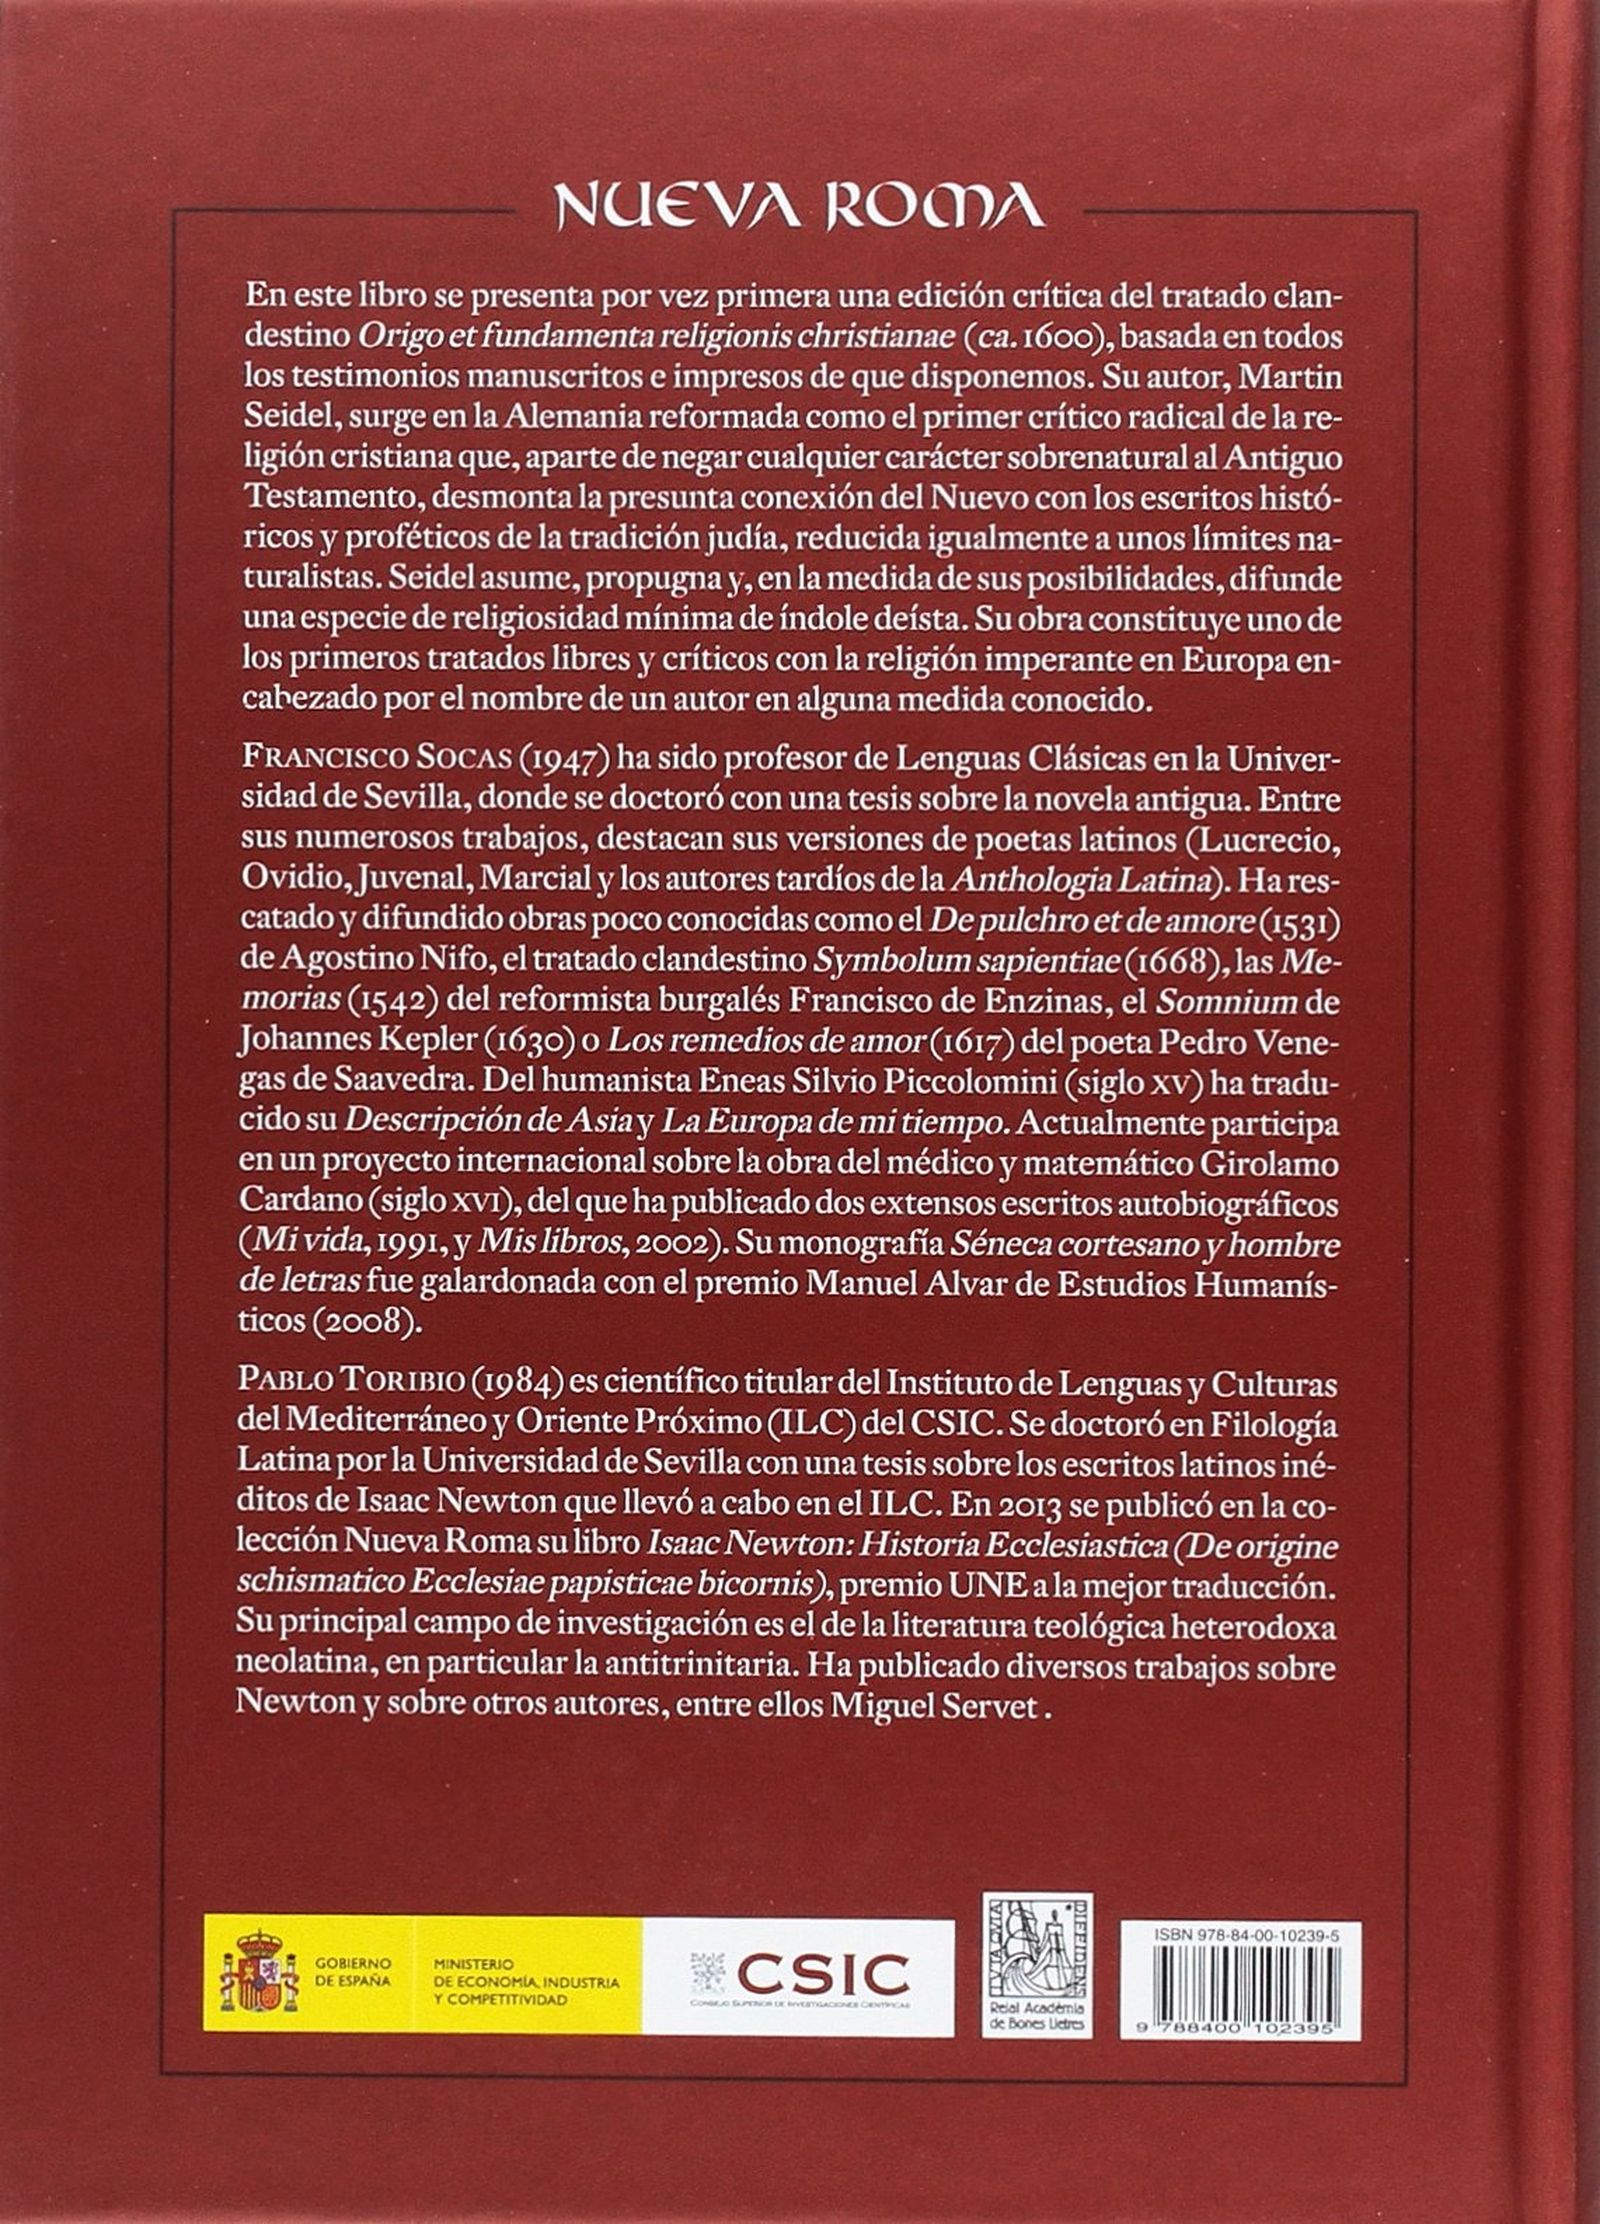 NUEVA ROMA
En este libro se presenta por vez primera una edición crítica del tratado clan-
destino Origo et fundamenta religionis christianae (ca. 1600), basada en todos
los testimonios manuscritos e impresos de que disponemos. Su autor, Martin
Seidel, surge en la Alemania reformada como el primer crítico radical de la re-
ligión cristiana que, aparte de negar cualquier carácter sobrenatural al Antiguo
Testamento, desmonta la presunta conexión del Nuevo con los escritos histó-
ricos y proféticos de la tradición judía, reducida igualmente a unos límites na-
turalistas. Seidel asume, propugna y, en la medida de sus posibilidades, difunde
una especie de religiosidad mínima de índole deísta. Su obra constituye uno de
los primeros tratados libres y críticos con la religión imperante en Europa en-
cabezado por el nombre de un autor en alguna medida conocido.
FRANCISCO SOCAS (1947) ha sido profesor de Lenguas Clásicas en la Univer-
sidad de Sevilla, donde se doctoró con una tesis sobre la novela antigua. Entre
sus numerosos trabajos, destacan sus versiones de poetas latinos (Lucrecio,
Ovidio, Juvenal, Marcial y los autores tardíos de la Anthologia Latina). Ha res-
catado y difundido obras poco conocidas como el De pulchro et de amore (1531)
de Agostino Nifo, el tratado clandestino Symbolum sapientiae (1668), las Me-
morias (1542) del reformista burgalés Francisco de Enzinas, el Somnium de
Johannes Kepler (1630) o Los remedios de amor (1617) del poeta Pedro Vene-
gas de Saavedra. Del humanista Eneas Silvio Piccolomini (siglo XV) ha tradu-
cido su Descripción de Asia y La Europa de mi tiempo. Actualmente participa
en un proyecto internacional sobre la obra del médico y matemático Girolamo
Cardano (siglo XVI), del que ha publicado dos extensos escritos autobiográficos
(Mi vida, 1991, y Mis libros, 2002). Su monografía Séneca cortesano y hombre
de letras fue galardonada con el premio Manuel Alvar de Estudios Humanís-
ticos (2008).
PABLO TORIBIO (1984) es científico titular del Instituto de Lenguas y Culturas
del Mediterráneo y Oriente Próximo (ILC) del CSIC. Se doctoró en Filología
Latina por la Universidad de Sevilla con una tesis sobre los escritos latinos iné-
ditos de Isaac Newton que llevó a cabo en el ILC. En 2013 se publicó en la co-
lección Nueva Roma su libro Isaac Newton: Historia Ecclesiastica (De origine
schismatico Ecclesiae papisticae bicornis), premio UNE a la mejor traducción.
Su principal campo de investigación es el de la literatura teológica heterodoxa
neolatina, en particular la antitrinitaria. Ha publicado diversos trabajos sobre
Newton y sobre otros autores, entre ellos Miguel Servet .
GOBIERNO
DE ESPAÑA
MINISTERIO
DE ECONOMÍA, INDUSTRIA
Y COMPETITIVIDAD
CSIC
CONSEJO SUPERIOR DE INVESTIGACIONES CIENTÍFICAS
Reial Acadèmia
de Bones Lletres
ISBN 978-84-00-10239-5
9 788400 102395